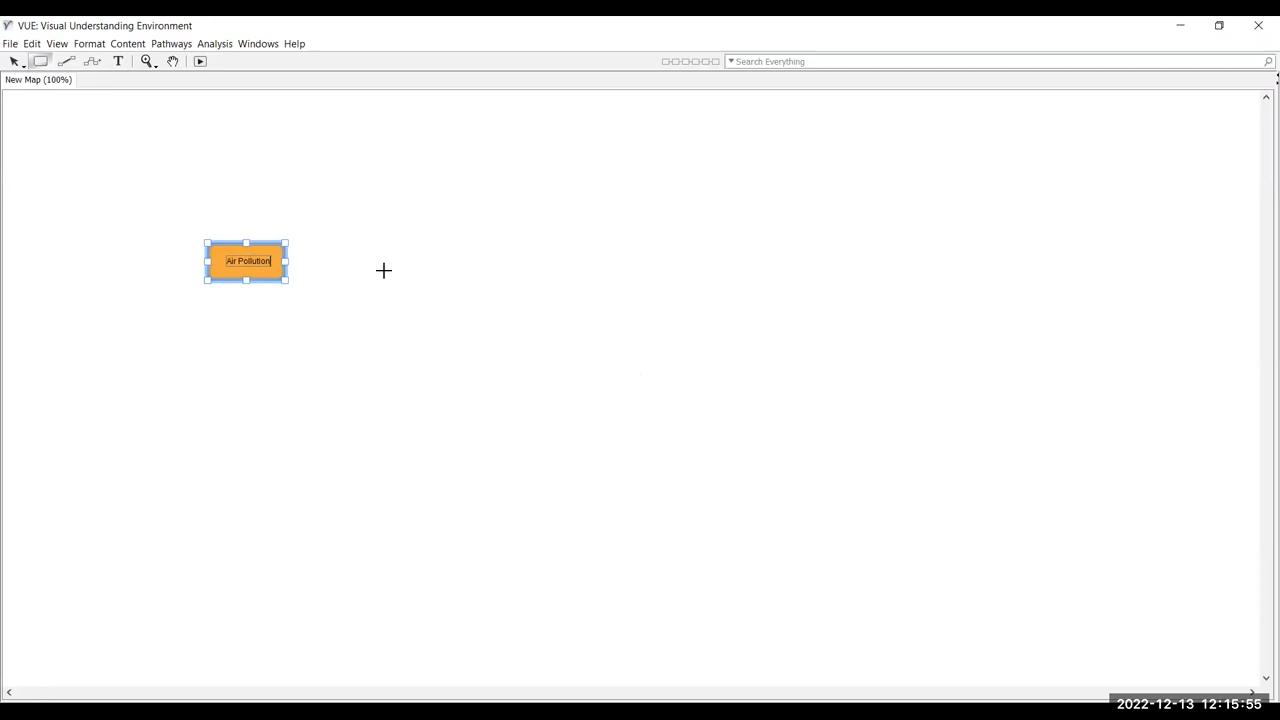 VUE: Visual Understanding Environment
File Edit View Format Content Pathways Analysis Windows Help
T
Search Everything
New Map (100%)
Air Pollution
2022-12-13 12:15:55